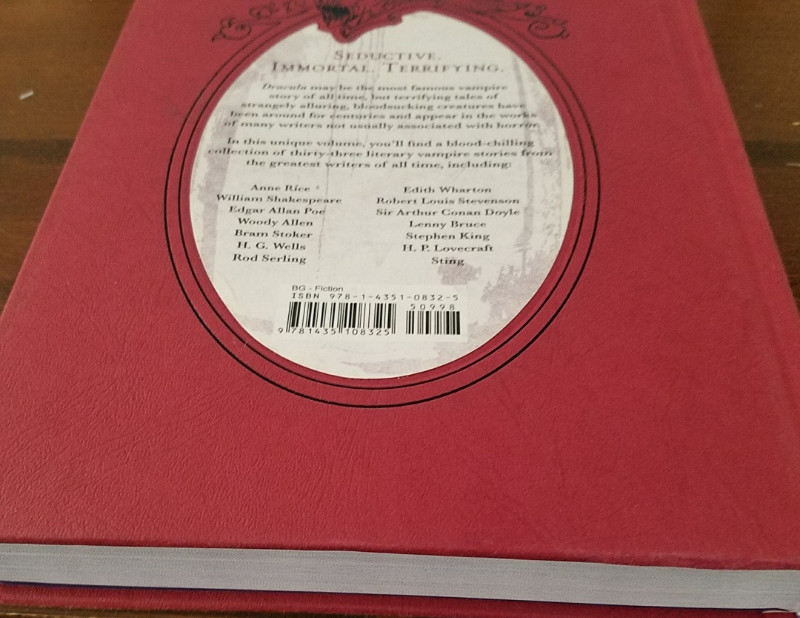 SEDUCTIVE.
IMMORTAL. TERRIFYING.
Dracula may be the most famous vampire
story of all time, but terrifying tales of
strangely alluring, bloodsucking creatures have
been around for centuries and appear in the works
of many writers not usually associated with horror.
In this unique volume, you'll find a blood-chilling
collection of thirty-three literary vampire stories from
the greatest writers of all time, including:
Anne Rice
William Shakespeare
Edgar Allan Poe
Woody Allen
Bram Stoker
H. G. Wells
Rod Serling
Edith Wharton
Robert Louis Stevenson
Sir Arthur Conan Doyle
Lenny Bruce
Stephen King
H. P. Lovecraft
Sting
BG - Fiction
ISBN 978-1-4351-0832-5
50998
9 781435 108325